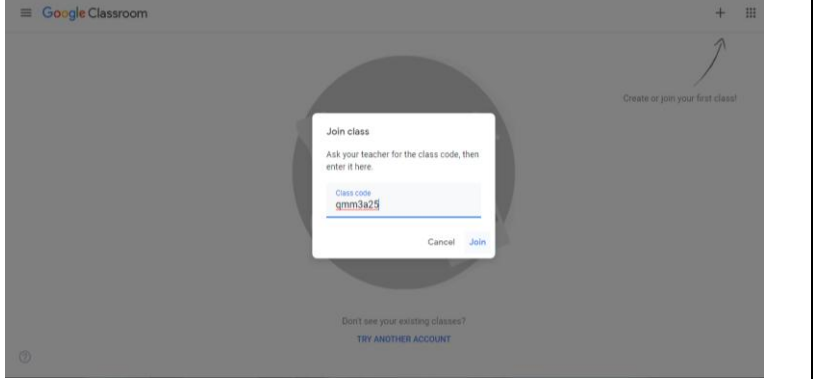 Google Classroom
Create or join your first class!
Join class
Ask your teacher for the class code, then
enter it here.
Class code
gmm3a25
Cancel Join
Don't see your existing classes?
TRY ANOTHER ACCOUNT